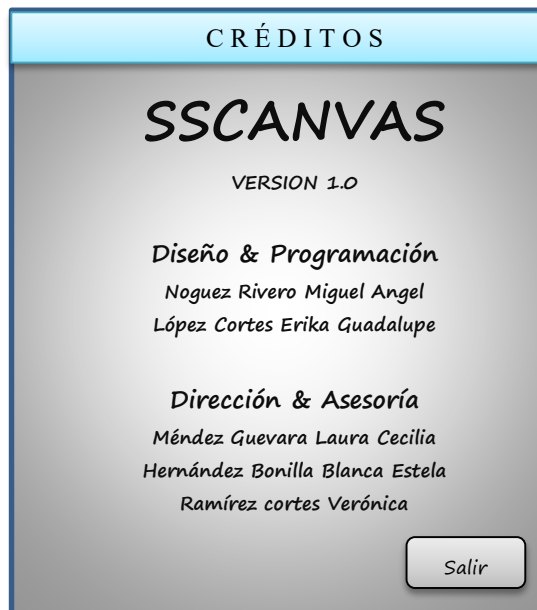 CRÉDITOS
SSCANVAS
VERSION 1.0
Diseño & Programación
Noguez Rivero Miguel Angel
López Cortes Erika Guadalupe
Dirección & Asesoría
Méndez Guevara Laura Cecilia
Hernández Bonilla Blanca Estela
Ramírez cortes Verónica
Salir